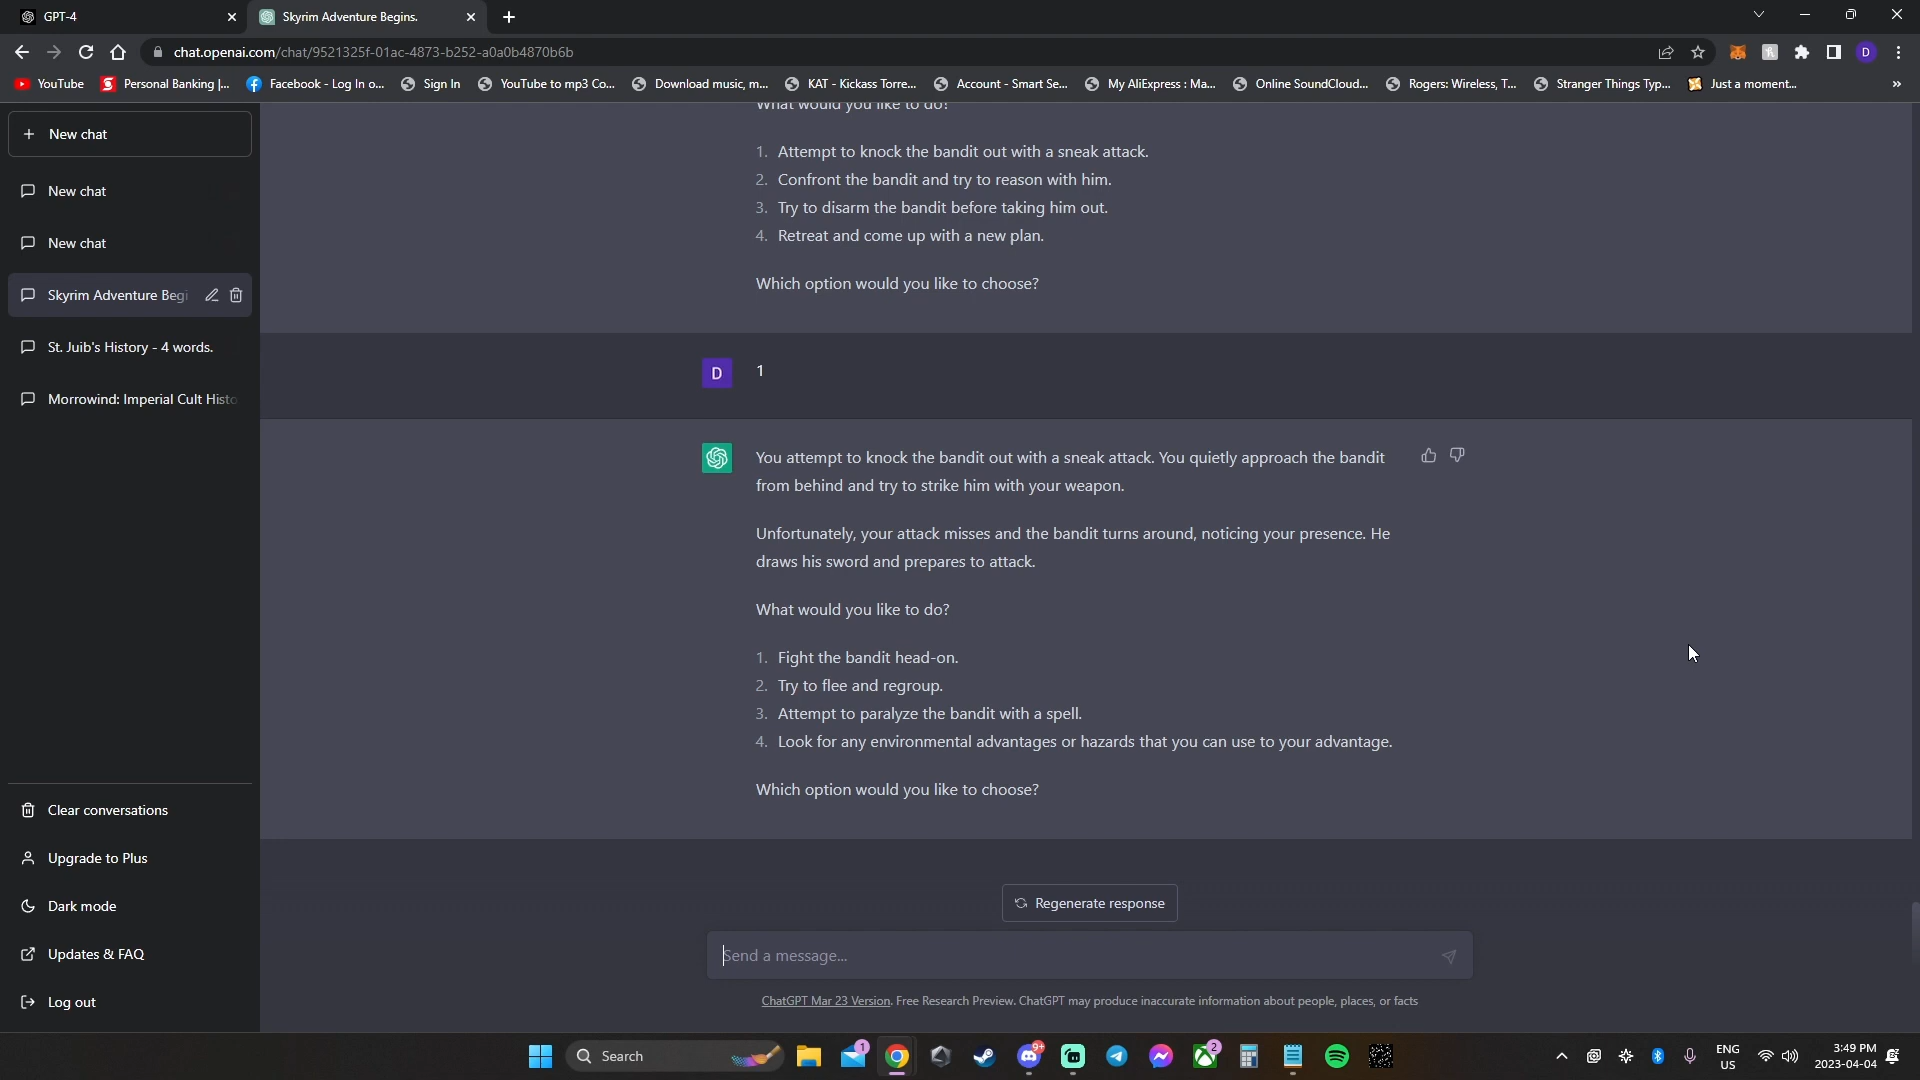 GPT-4
Skyrim Adventure Begins.
chat.openai.com/chat/9521325f-01ac-4873-b252-a0a0b4870b6b
YouTube
Personal Banking |...
Facebook - Log In o...
Sign In
YouTube to mp3 Co...
Download music, m...
KAT - Kickass Torre...
Account - Smart Se...
My AliExpress : Ma...
Online SoundCloud...
Rogers: Wireless, T...
Stranger Things Typ...
Just a moment...
»
New chat
New chat
New chat
Skyrim Adventure Begi
St. Juib's History - 4 words.
Morrowind: Imperial Cult Histo
Clear conversations
Upgrade to Plus
Dark mode
Updates & FAQ
Log out
What would you like to do?
1. Attempt to knock the bandit out with a sneak attack.
2. Confront the bandit and try to reason with him.
3. Try to disarm the bandit before taking him out.
4. Retreat and come up with a new plan.
Which option would you like to choose?
D
1
You attempt to knock the bandit out with a sneak attack. You quietly approach the bandit
from behind and try to strike him with your weapon.
Unfortunately, your attack misses and the bandit turns around, noticing your presence. He
draws his sword and prepares to attack.
What would you like to do?
1. Fight the bandit head-on.
2. Try to flee and regroup.
3. Attempt to paralyze the bandit with a spell.
4. Look for any environmental advantages or hazards that you can use to your advantage.
Which option would you like to choose?
Regenerate response
Send a message...
ChatGPT Mar 23 Version. Free Research Preview. ChatGPT may produce inaccurate information about people, places, or facts
Search
1
9+
2
ENG
US
3:49 PM
2023-04-04
D